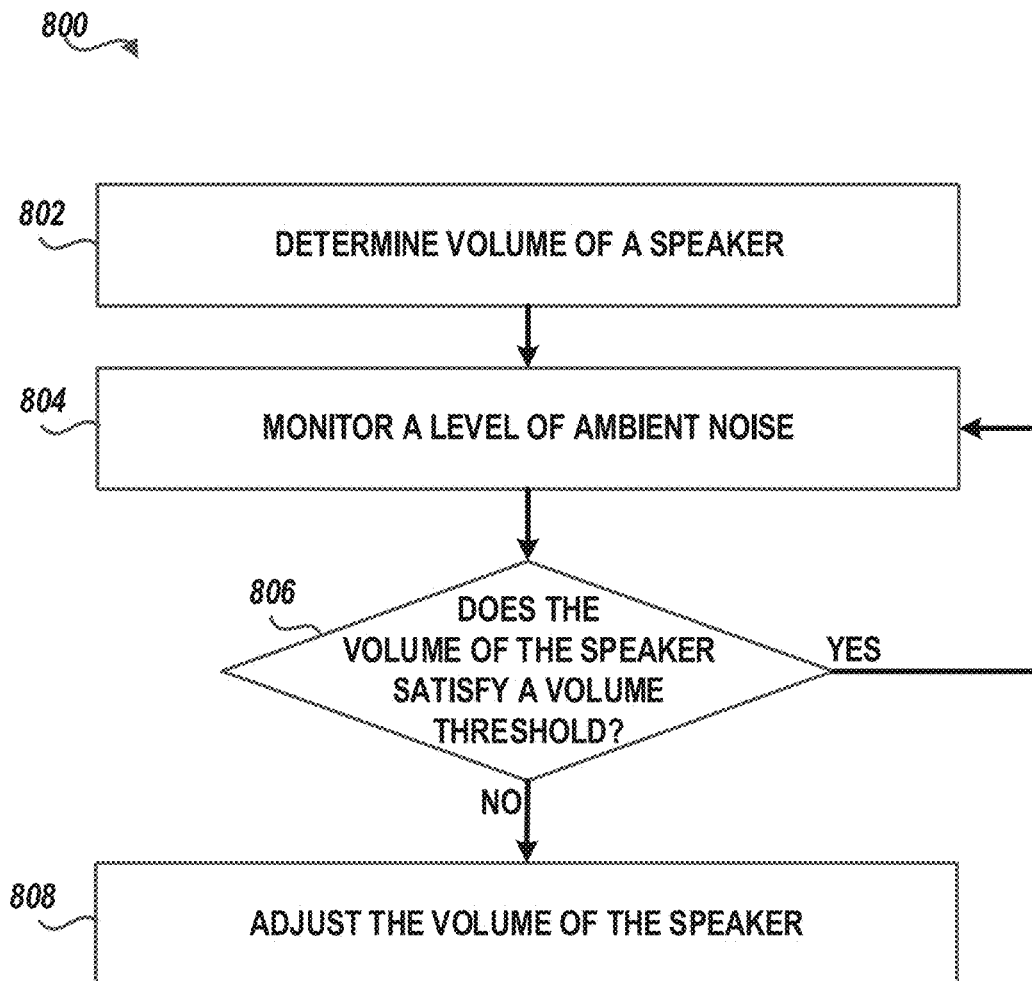 800
802
DETERMINE VOLUME OF A SPEAKER
804
MONITOR A LEVEL OF AMBIENT NOISE
806
DOES THE
VOLUME OF THE SPEAKER
SATISFY A VOLUME
THRESHOLD?
YES
NO
808
ADJUST THE VOLUME OF THE SPEAKER